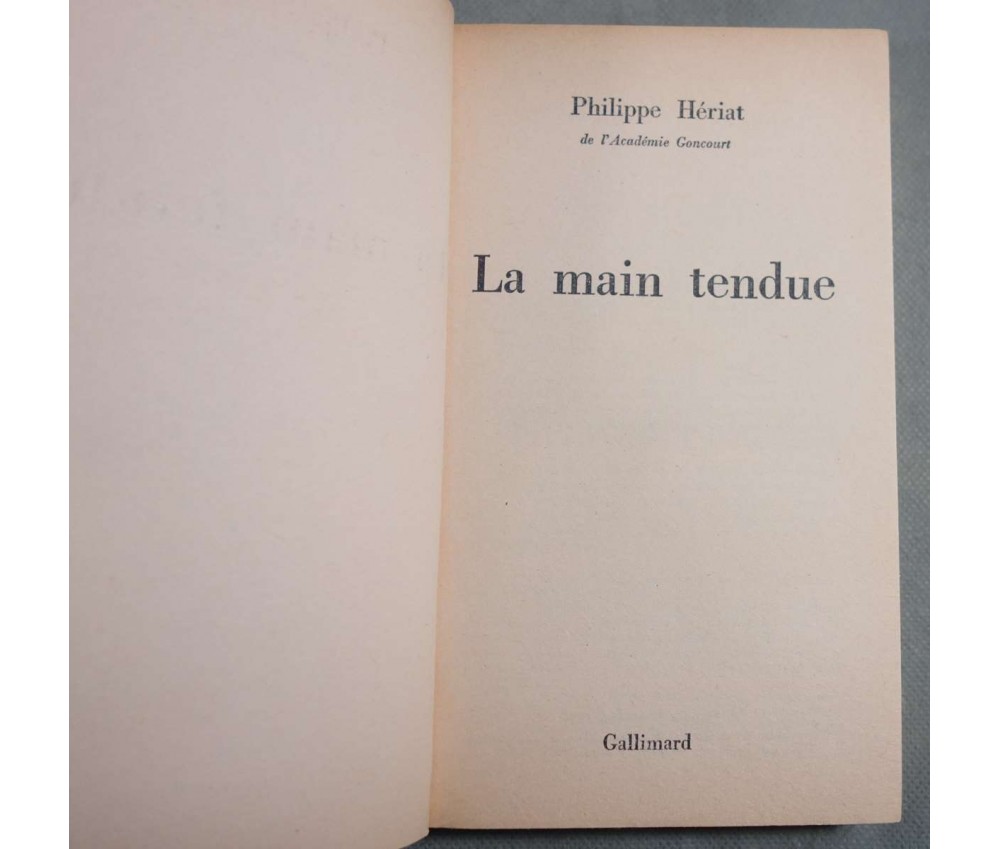 Philippe Hériat
de l'Académie Goncourt
La main tendue
Gallimard